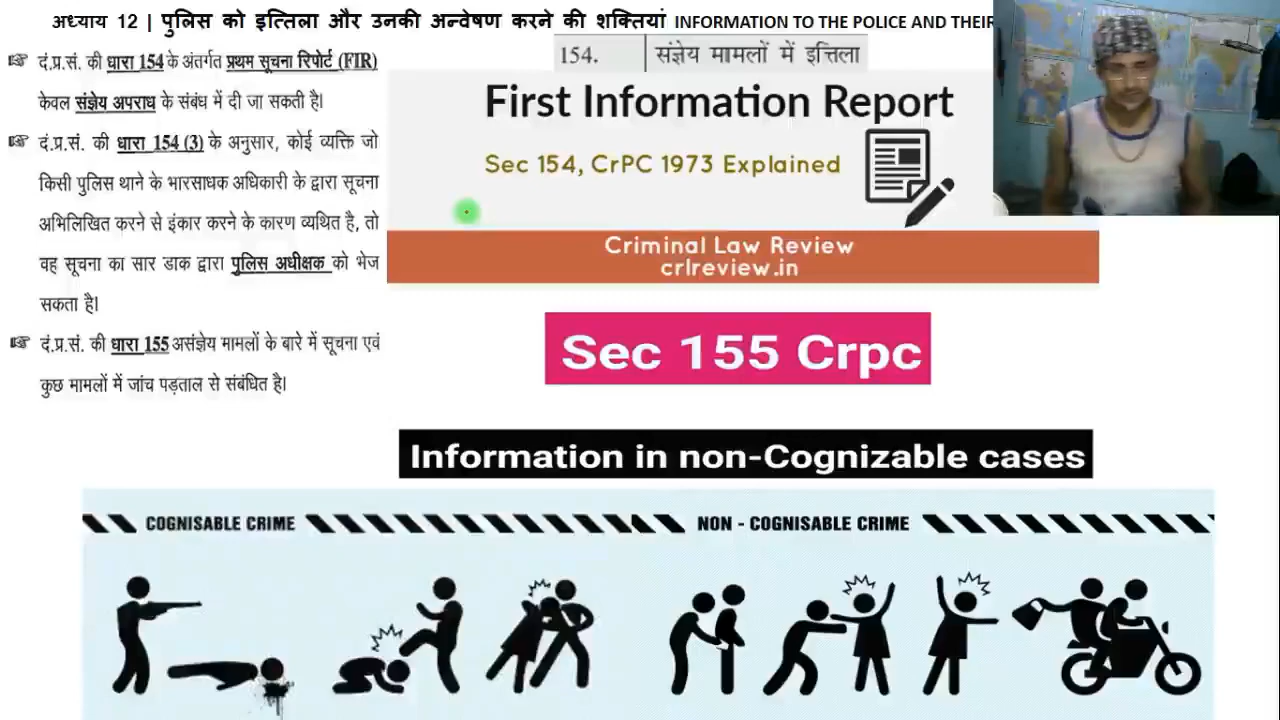 अध्याय 12 | पुलिस को इत्तिला और उनकी अन्वेषण करने की शक्तियां INFORMATION TO THE POLICE AND THEIR
☞ दं.प्र.सं. की धारा 154 के अंतर्गत प्रथम सूचना रिपोर्ट (FIR)
केवल संज्ञेय अपराध के संबंध में दी जा सकती है।
☞ दं.प्र.सं. की धारा 154 (3) के अनुसार, कोई व्यक्ति जो
किसी पुलिस थाने के भारसाधक अधिकारी के द्वारा सूचना
अभिलिखित करने से इंकार करने के कारण व्यथित है, तो
वह सूचना का सार डाक द्वारा पुलिस अधीक्षक को भेज
सकता है।
☞ दं.प्र.सं. की धारा 155 असंज्ञेय मामलों के बारे में सूचना एवं
कुछ मामलों में जांच पड़ताल से संबंधित है।
154. संज्ञेय मामलों में इत्तिला
First Information Report
Sec 154, CrPC 1973 Explained
Criminal Law Review
crlreview.in
Sec 155 Crpc
Information in non-Cognizable cases
COGNISABLE CRIME
NON - COGNISABLE CRIME